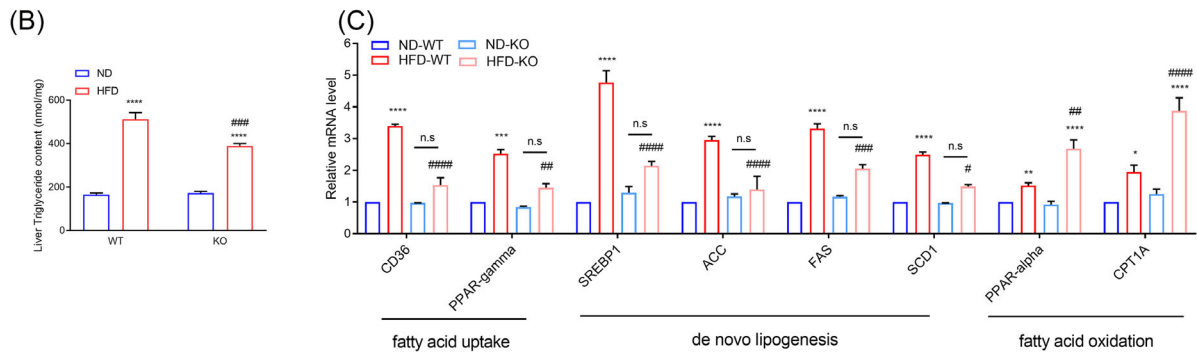 (B)
ND
HFD
Liver Triglyceride content (nmol/mg)
600
400
200
0
****
###
****
WT
KO
(C)
ND-WT
ND-KO
HFD-WT
HFD-KO
Relative mRNA level
6
5
4
3
2
1
0
****
n.s
####
***
n.s
##
****
n.s
####
****
n.s
####
****
n.s
###
****
n.s
#
**
##
****
*
####
****
CD36
PPAR-gamma
SREBP1
ACC
FAS
SCD1
PPAR-alpha
CPT1A
fatty acid uptake
de novo lipogenesis
fatty acid oxidation